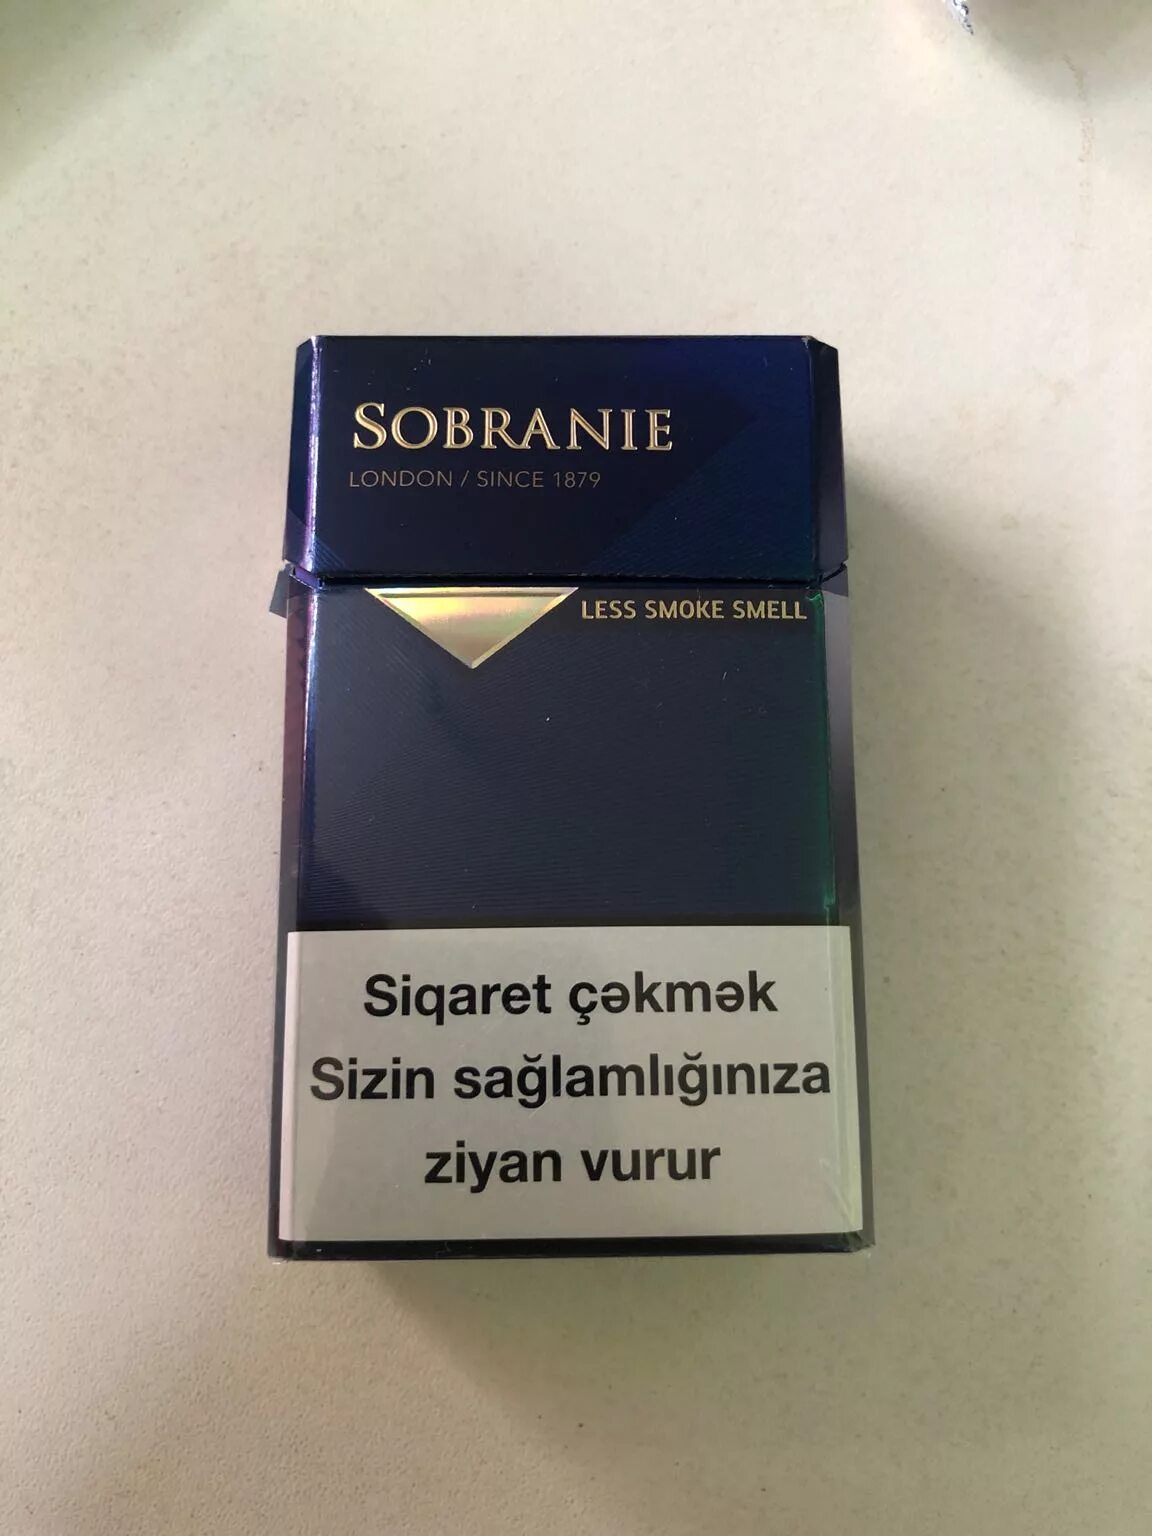 SOBRANIE
LONDON / SINCE 1879
LESS SMOKE SMELL
Siqaret çəkmək
Sizin sağlamlığınıza
ziyan vurur